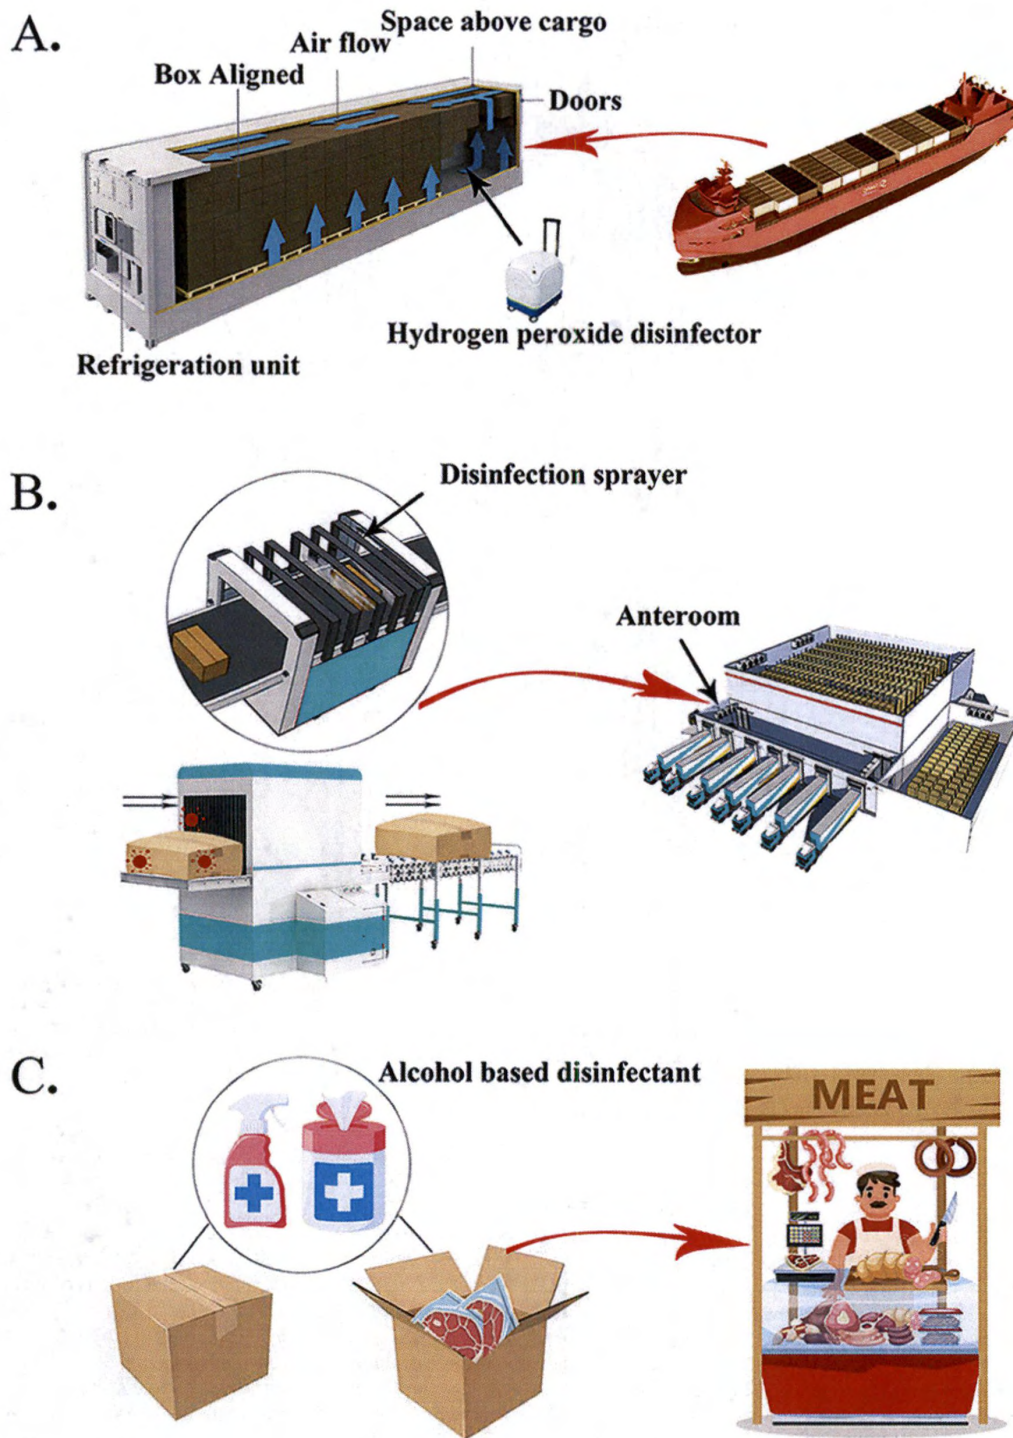 A.
Space above cargo
Air flow
Box Aligned
Doors
Hydrogen peroxide disinfector
Refrigeration unit
B.
Disinfection sprayer
Anteroom
C.
Alcohol based disinfectant
MEAT